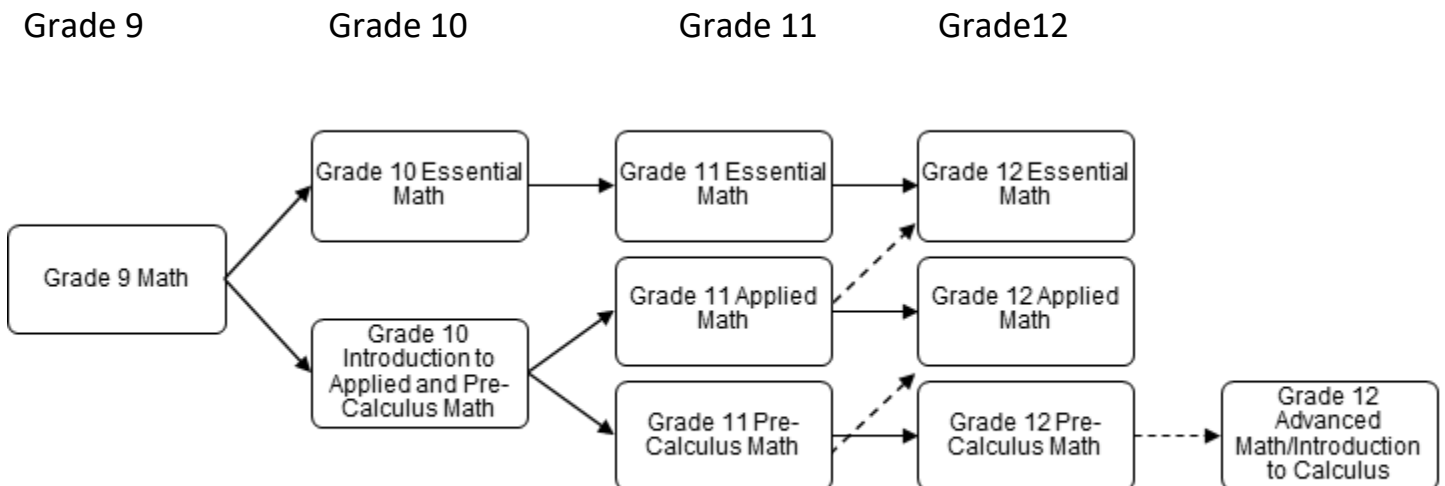 Grade 9
Grade 10
Grade 11
Grade12
Grade 10 Essential
Math
Grade 11 Essential
Math
Grade 12 Essential
Math
Grade 9 Math
Grade 11 Applied
Math
Grade 12 Applied
Math
Grade 10
Introduction to
Applied and Pre-
Calculus Math
Grade 11 Pre-
Calculus Math
Grade 12 Pre-
Calculus Math
Grade 12
Advanced
Math/Introduction
to Calculus